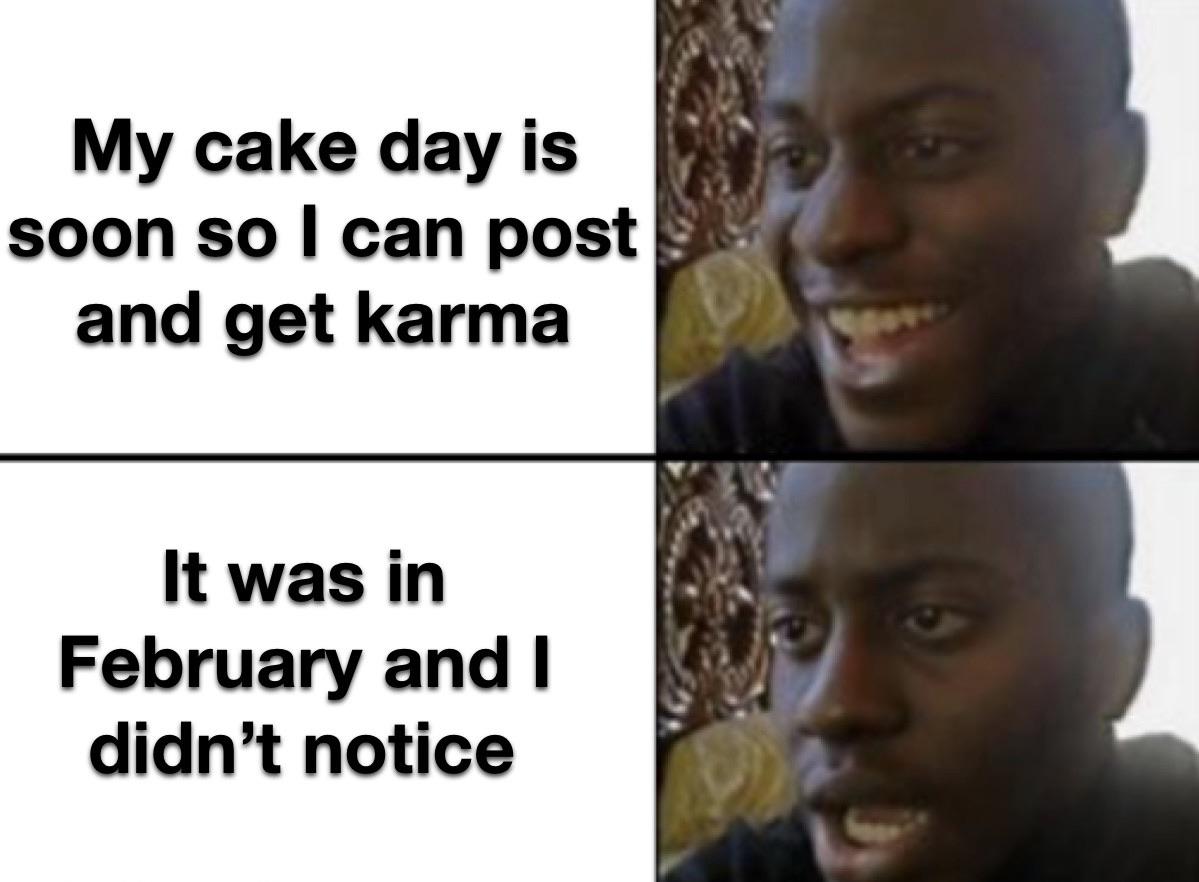 My cake day is
soon so I can post
and get karma
It was in
February and I
didn’t notice